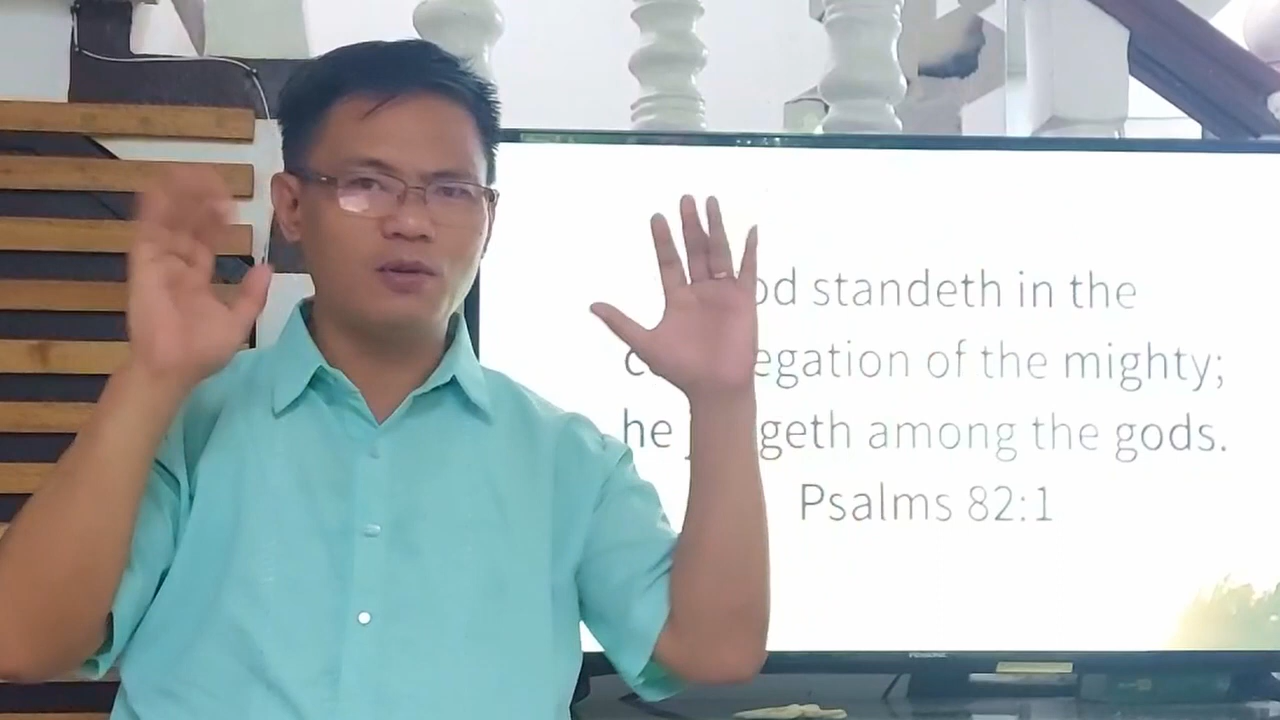 od standeth in the
egation of the mighty;
he geth among the gods.
Psalms 82:1